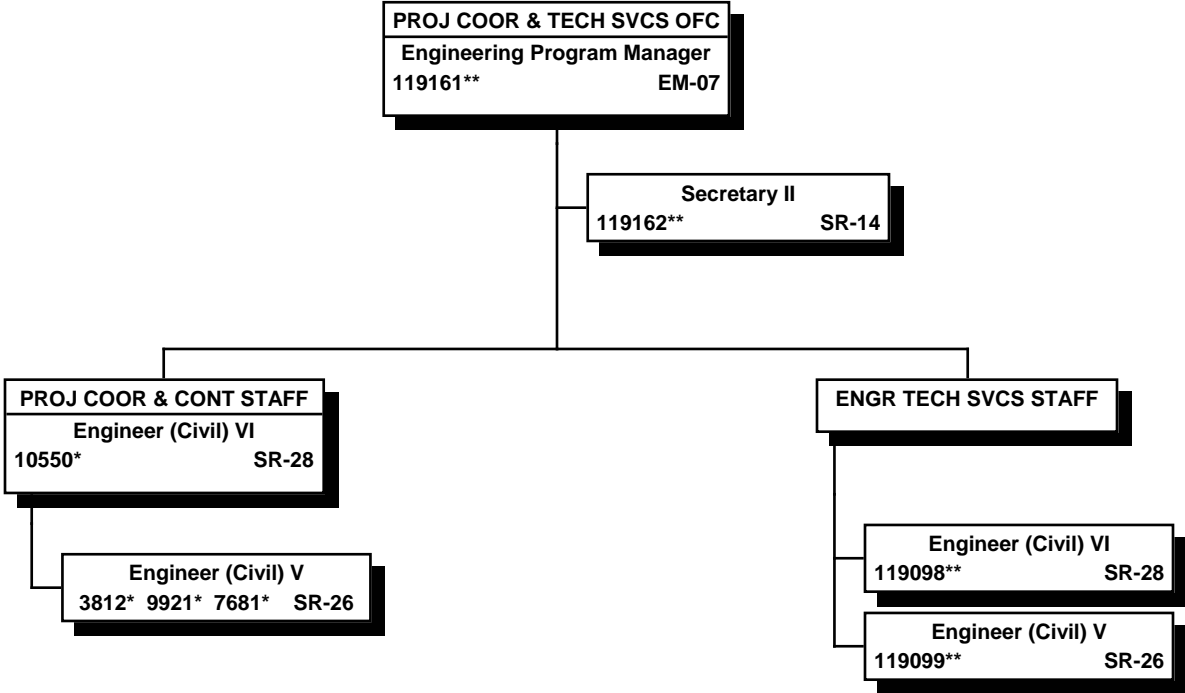 PROJ COOR & TECH SVCS OFC
Engineering Program Manager
119161** EM-07
Secretary II
119162** SR-14
PROJ COOR & CONT STAFF
Engineer (Civil) VI
10550* SR-28
Engineer (Civil) V
3812* 9921* 7681* SR-26
ENGR TECH SVCS STAFF
Engineer (Civil) VI
119098** SR-28
Engineer (Civil) V
119099** SR-26